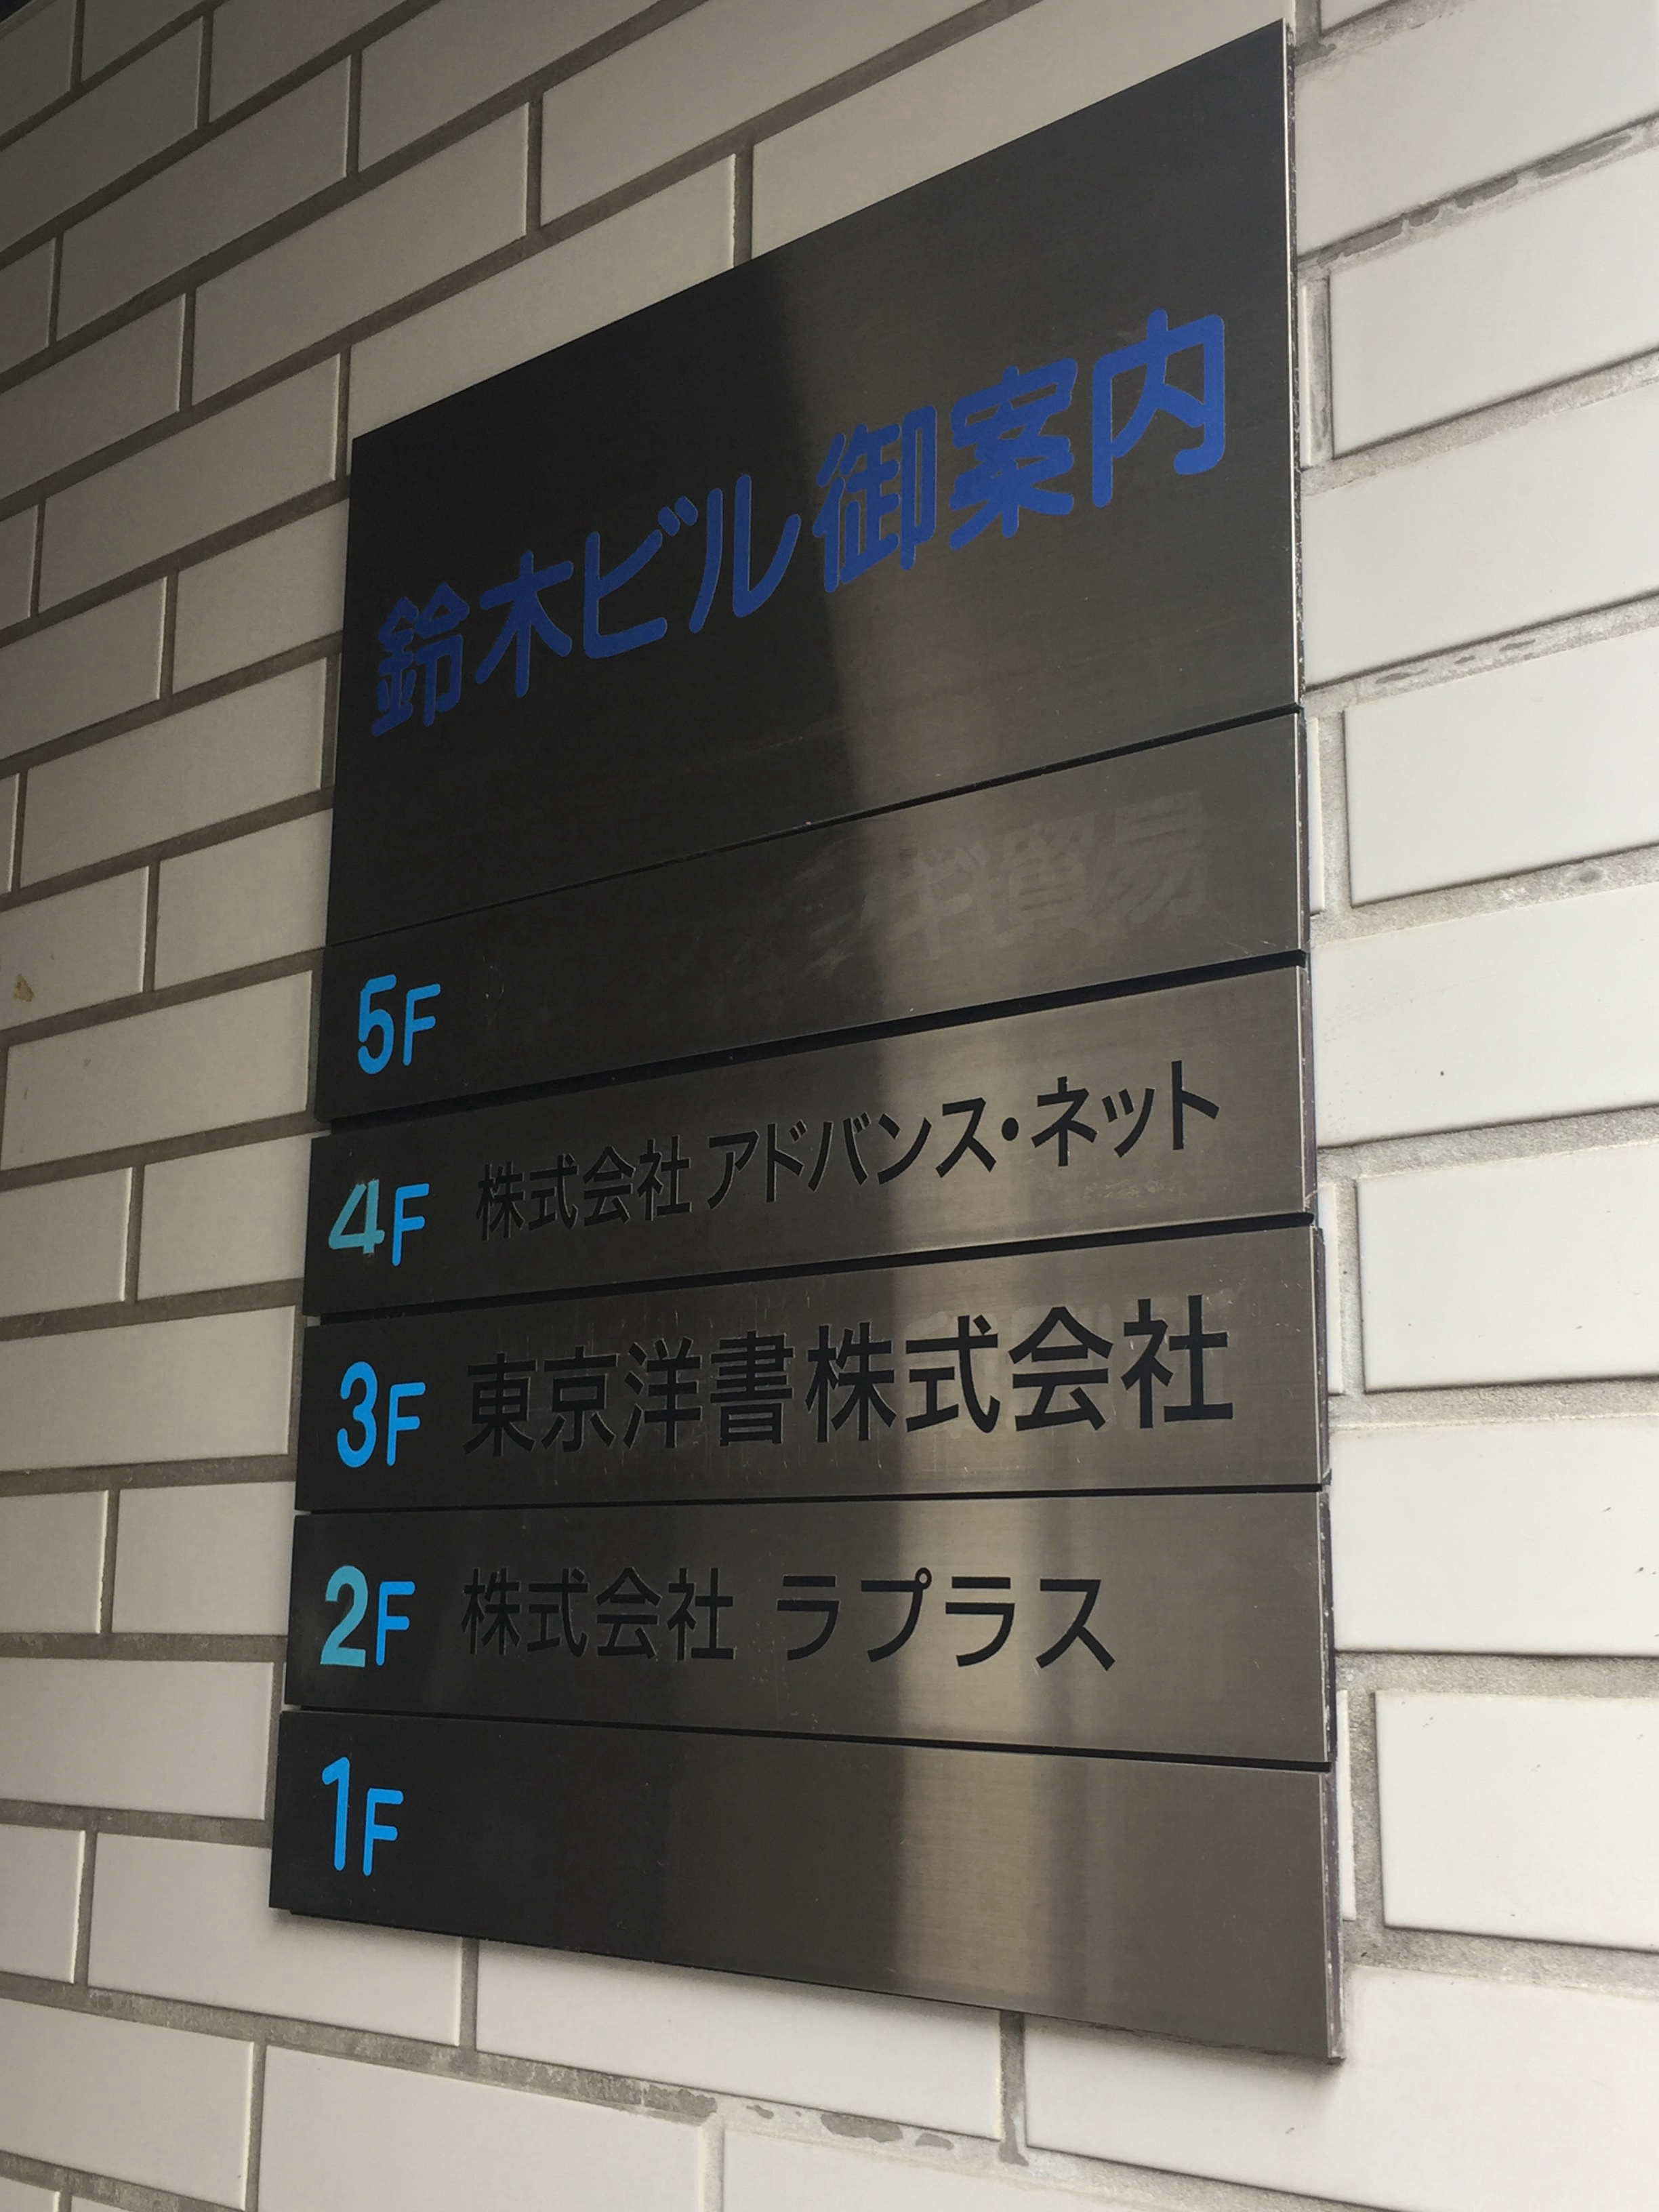 鈴木ビル御案内
5F
4F 株式会社 アドバンス・ネット
3F 東京洋書株式会社
2F 株式会社 ラプラス
1F